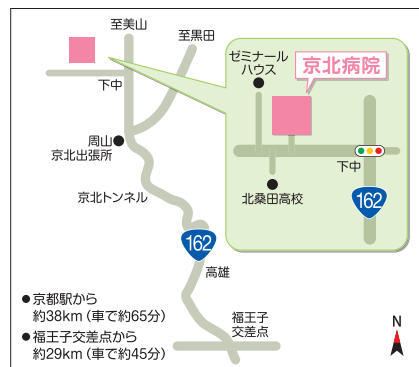 至美山
至黒田
下中
周山
京北出張所
京北トンネル
162
高雄
福王子
交差点
ゼミナール
ハウス
京北病院
下中
北桑田高校
162
●京都駅から
約38km（車で約65分）
●福王子交差点から
約29km（車で約45分）
N